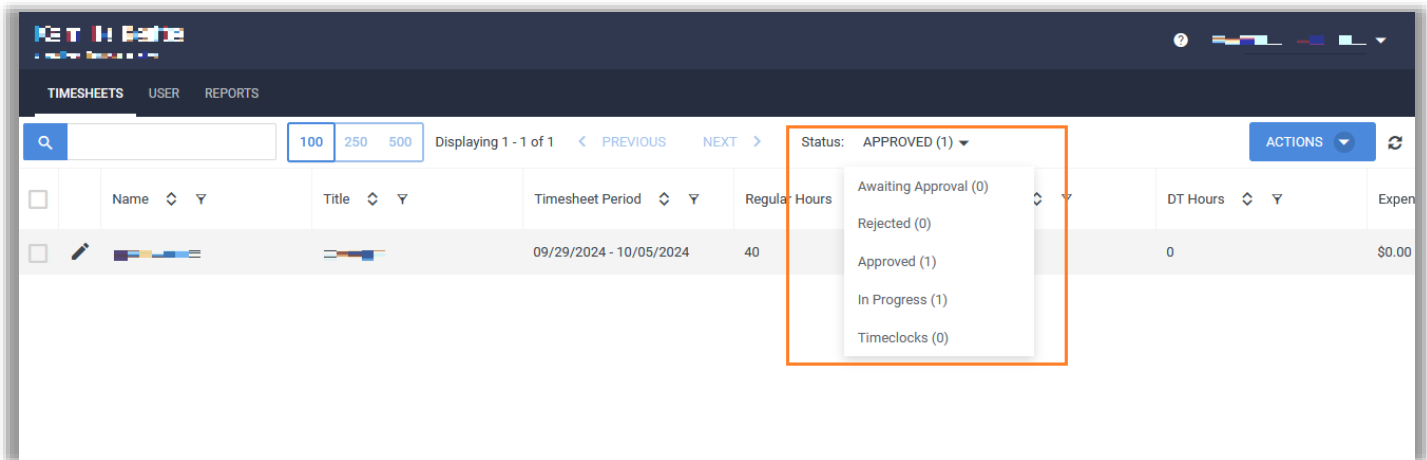 TIMESHEETS USER REPORTS
100 250 500 Displaying 1 - 1 of 1 PREVIOUS NEXT Status: APPROVED (1) ACTIONS
Name Title Timesheet Period Regular Hours DT Hours Expen
09/29/2024 - 10/05/2024 40 0 $0.00
Awaiting Approval (0)
Rejected (0)
Approved (1)
In Progress (1)
Timeclocks (0)